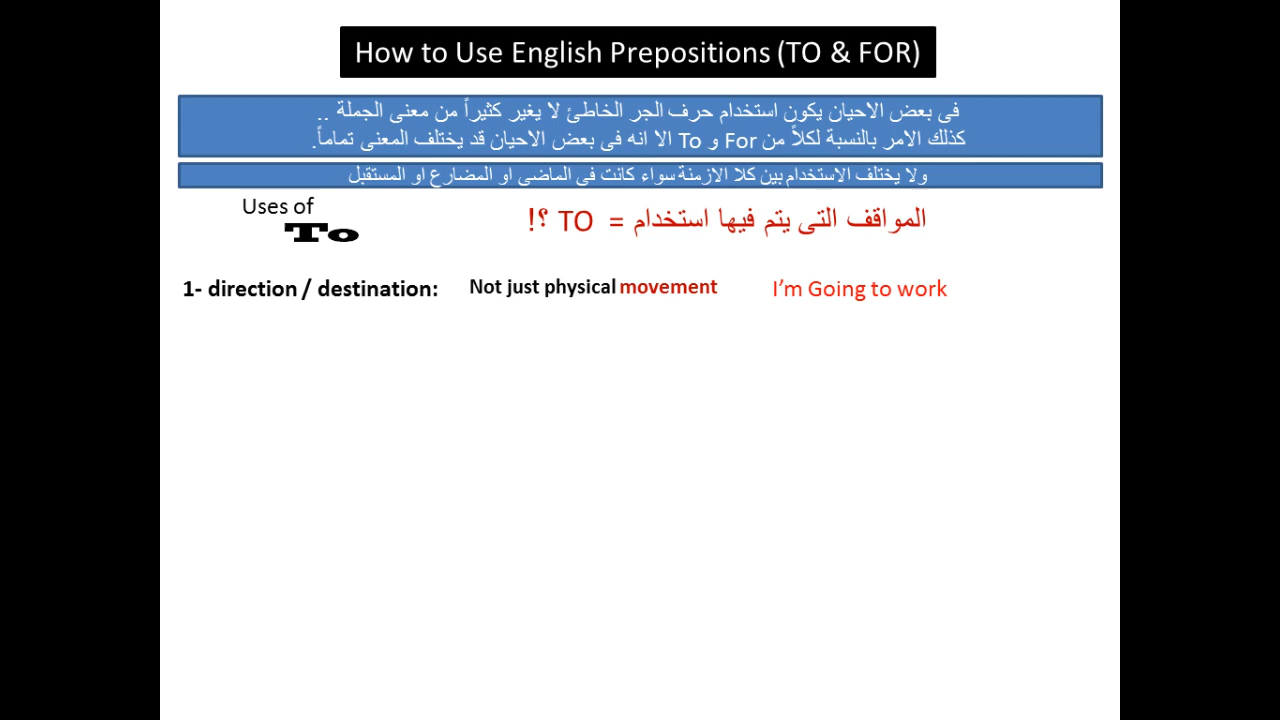 How to Use English Prepositions (TO & FOR)
فى بعض الاحيان يكون استخدام حرف الجر الخاطئ لا يغير كثيراً من معنى الجملة ..
كذلك الامر بالنسبة لكلاً من For و To الا انه فى بعض الاحيان قد يختلف المعنى تماماً.
ولا يختلف الاستخدام بين كلا الازمنة سواء كانت فى الماضى او المضارع او المستقبل
Uses of
To
المواقف التى يتم فيها استخدام = TO ؟!
1- direction / destination: Not just physical movement I’m Going to work